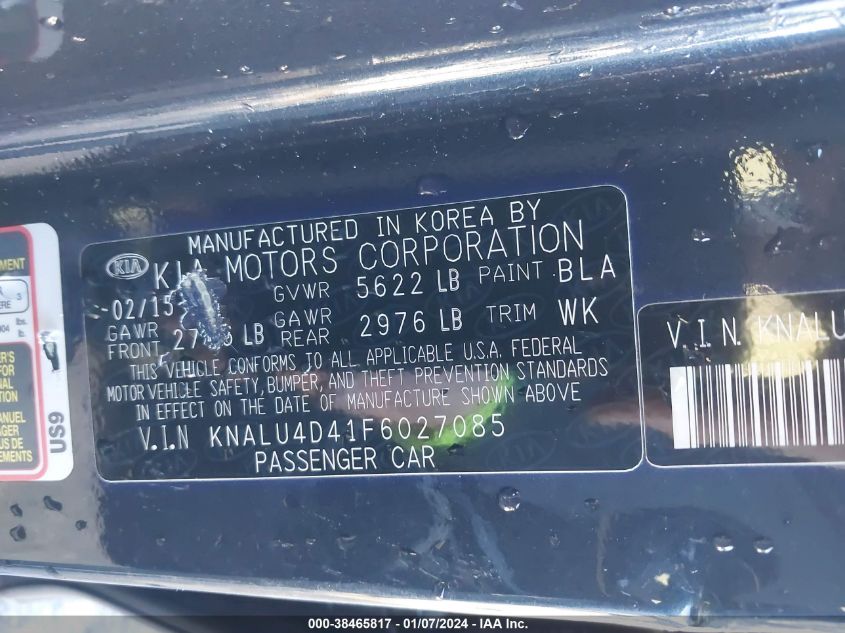 MANUFACTURED IN KOREA BY
KIA KIA MOTORS CORPORATION
02/15 GVWR 5622 LB PAINT BLA
GAWR FRONT LB GAWR REAR 2976 LB TRIM WK
THIS VEHICLE CONFORMS TO ALL APPLICABLE U.S.A. FEDERAL
MOTOR VEHICLE SAFETY, BUMPER, AND THEFT PREVENTION STANDARDS
IN EFFECT ON THE DATE OF MANUFACTURE SHOWN ABOVE
V.I.N KNALU4D41F6027085
PASSENGER CAR
V.I.N. KNALU
US9
000-38465817 - 01/07/2024 - IAA Inc.